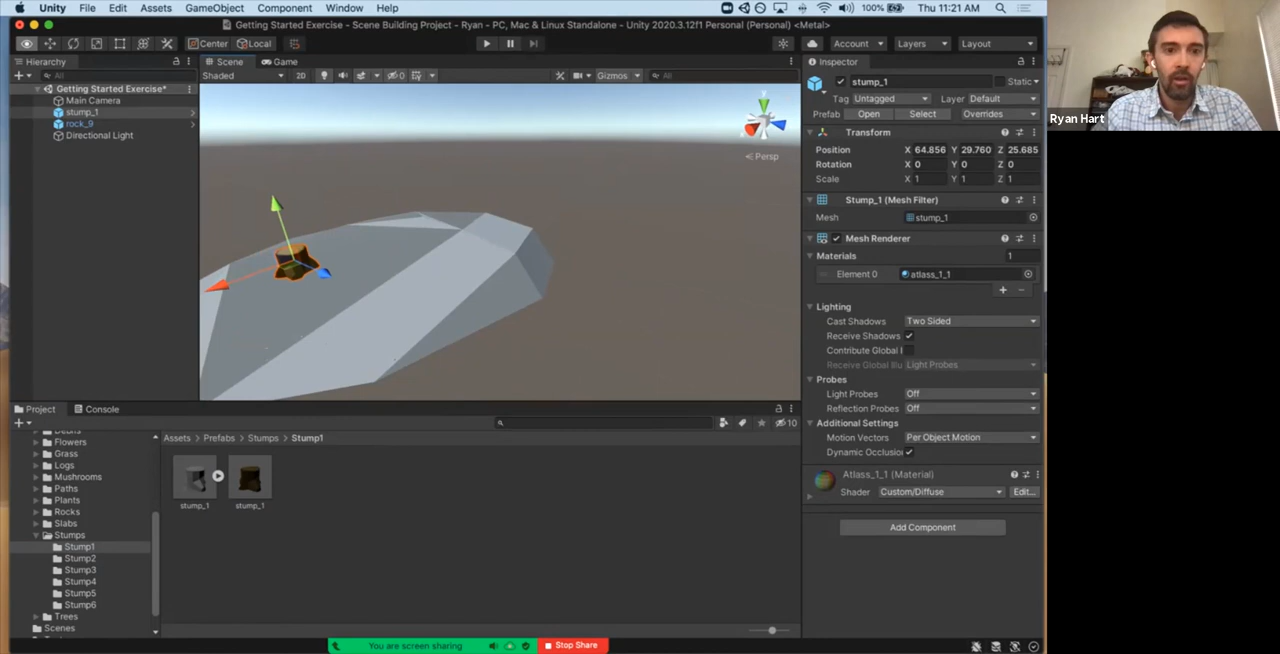 Unity File Edit Assets GameObject Component Window Help 100% Thu 11:21 AM
Getting Started Exercise - Scene Building Project - Ryan - PC, Mac & Linux Standalone - Unity 2020.3.12f1 Personal (Personal) <Metal>
Center Local Account Layers Layout
Hierarchy Scene Game Inspector
All Shaded 2D 0 Gizmos All stump_1 Static
Getting Started Exercise*
Main Camera
stump_1
rock_9
Directional Light
y
Persp
Tag Untagged Layer Default
Prefab Open Select Overrides
Transform
Position X 64.856 Y 29.760 Z 25.685
Rotation X 0 Y 0 Z 0
Scale X 1 Y 1 Z 1
Stump_1 (Mesh Filter)
Mesh stump_1
Mesh Renderer
Materials 1
Element 0 atlass_1_1
Lighting
Cast Shadows Two Sided
Receive Shadows
Contribute Global I
Receive Global Illu Light Probes
Probes
Light Probes Off
Reflection Probes Off
Additional Settings
Motion Vectors Per Object Motion
Dynamic Occlusion
Atlass_1_1 (Material)
Shader Custom/Diffuse Edit...
Add Component
Project Console
10
Debris
Flowers
Grass
Logs
Mushrooms
Paths
Plants
Rocks
Slabs
Stumps
Stump1
Stump2
Stump3
Stump4
Stump5
Stump6
Trees
Scenes
Assets > Prefabs > Stumps > Stump1
stump_1 stump_1
You are screen sharing Stop Share
Ryan Hart